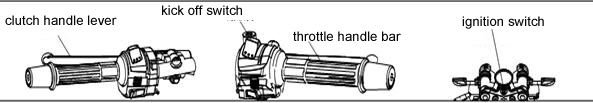 clutch handle lever
kick off switch
throttle handle bar
ignition switch